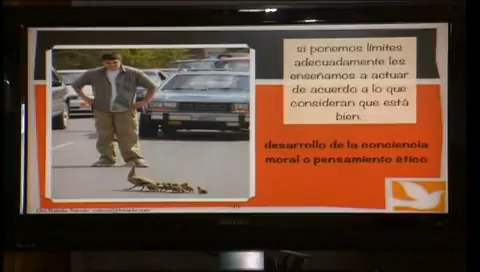 si ponemos límites
adecuadamente les
enseñamos a actuar
de acuerdo a lo que
consideran que está
bien.
desarrollo de la conciencia
moral o pensamiento ético